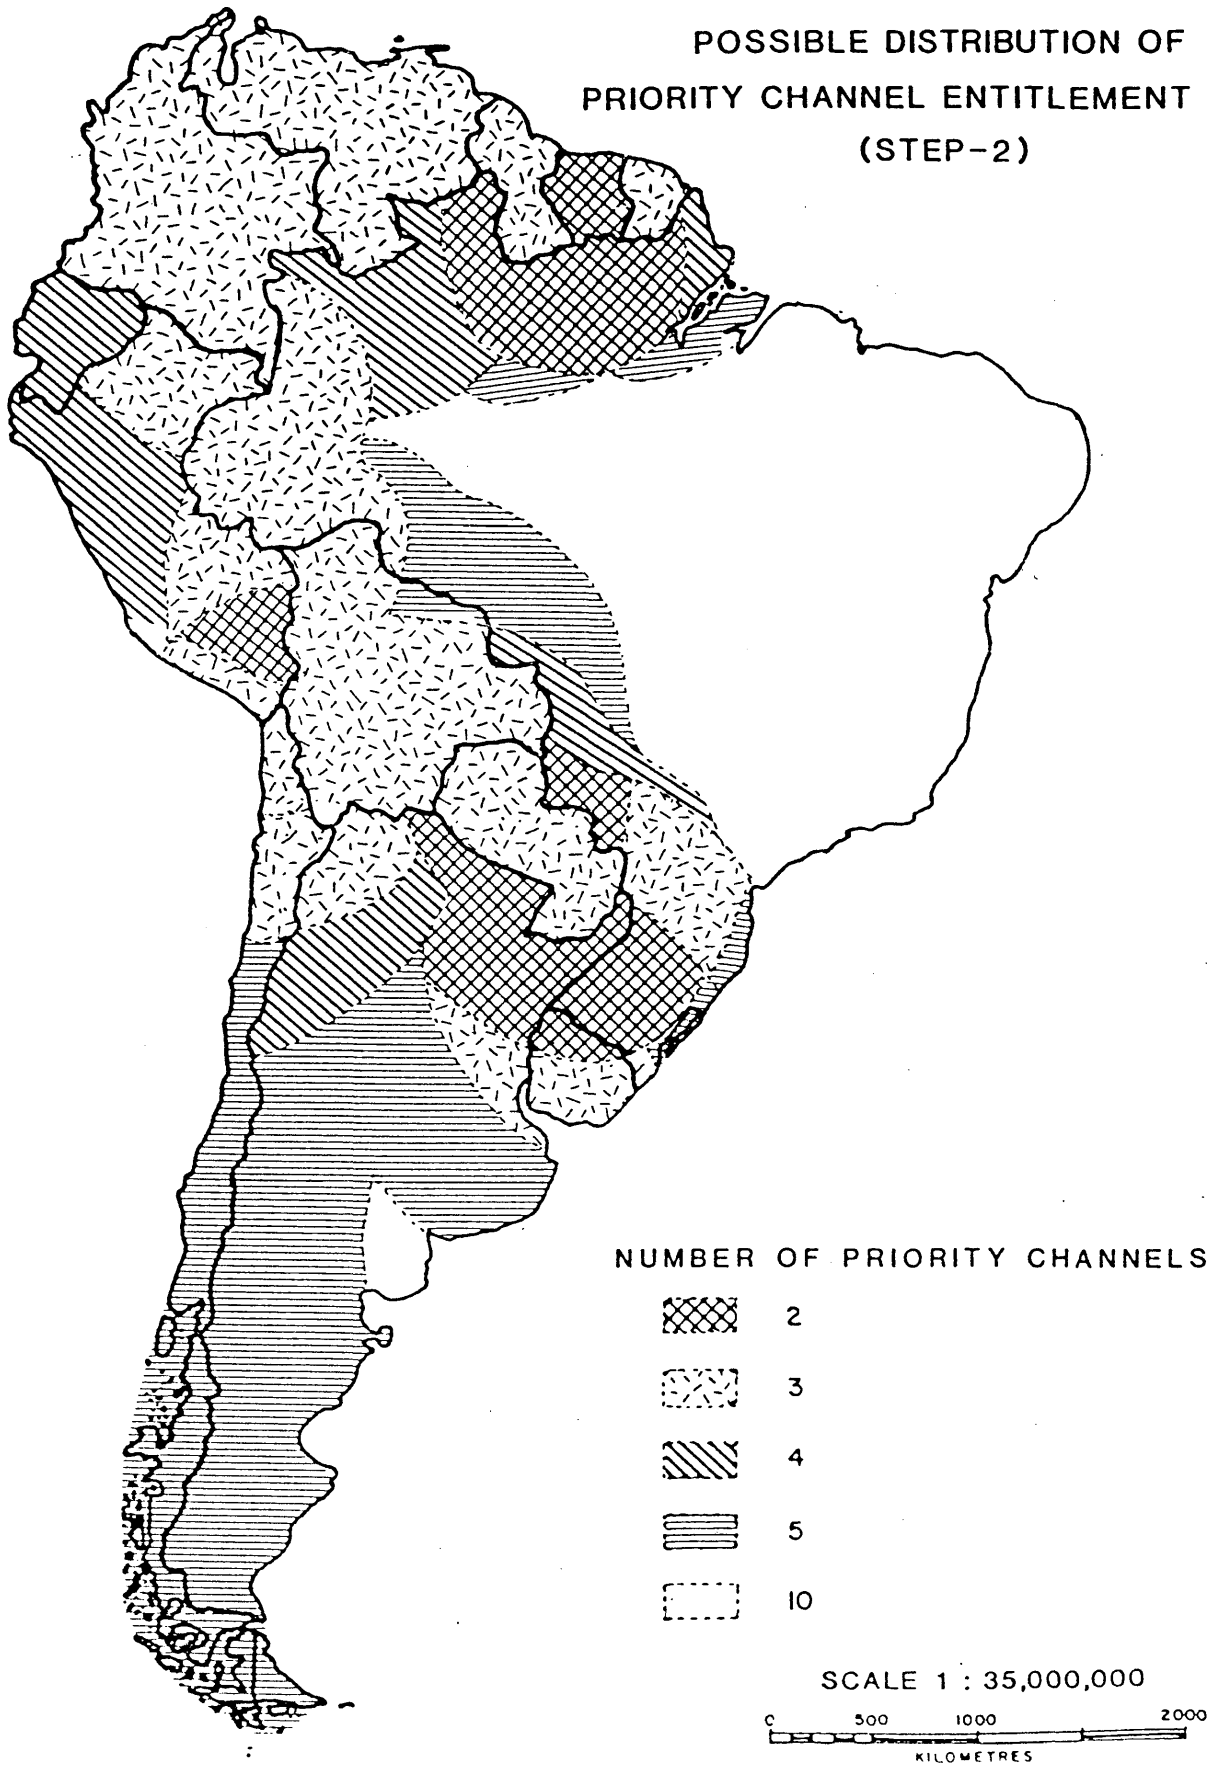 POSSIBLE DISTRIBUTION OF
PRIORITY CHANNEL ENTITLEMENT
(STEP-2)
NUMBER OF PRIORITY CHANNELS
2
3
4
5
10
SCALE 1 : 35,000,000
0 500 1000 2000
KILOMETRES